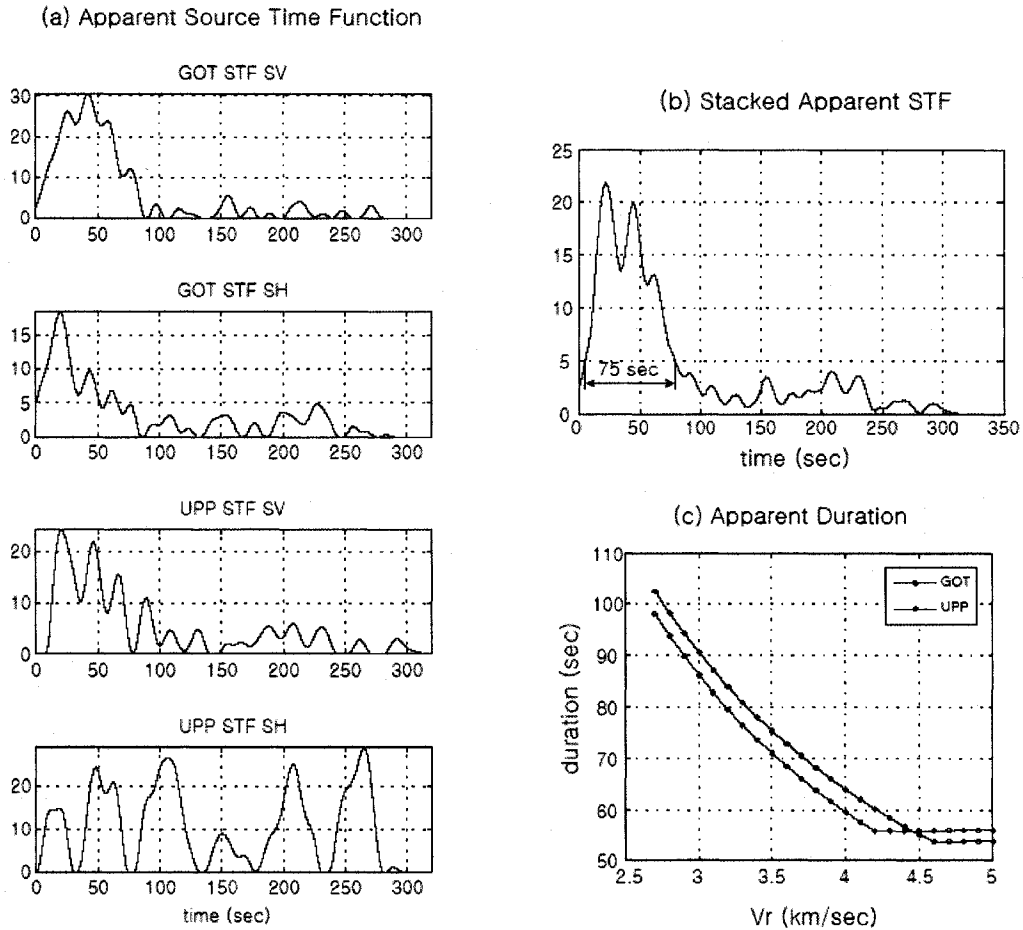 (a) Apparent Source Time Function
GOT STF SV
30
20
10
0
0 50 100 150 200 250 300
GOT STF SH
15
10
5
0
0 50 100 150 200 250 300
UPP STF SV
20
10
0
0 50 100 150 200 250 300
UPP STF SH
20
10
0
0 50 100 150 200 250 300
time (sec)
(b) Stacked Apparent STF
25
20
15
10
5
0
75 sec
0 50 100 150 200 250 300 350
time (sec)
(c) Apparent Duration
110
100
90
80
70
60
50
duration (sec)
GOT
UPP
2.5 3 3.5 4 4.5 5
Vr (km/sec)